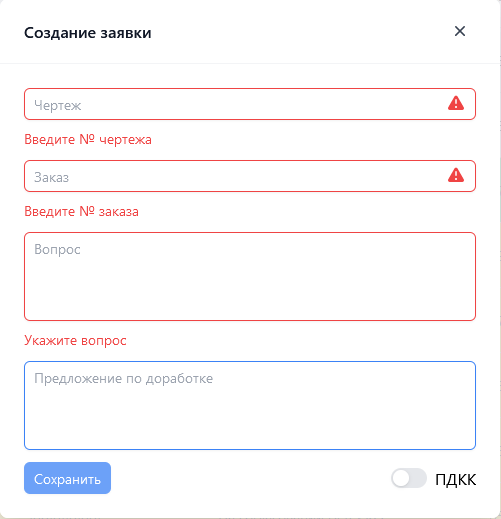 Создание заявки
Чертеж
Введите № чертежа
Заказ
Введите № заказа
Вопрос
Укажите вопрос
Предложение по доработке
Сохранить
ПДКК